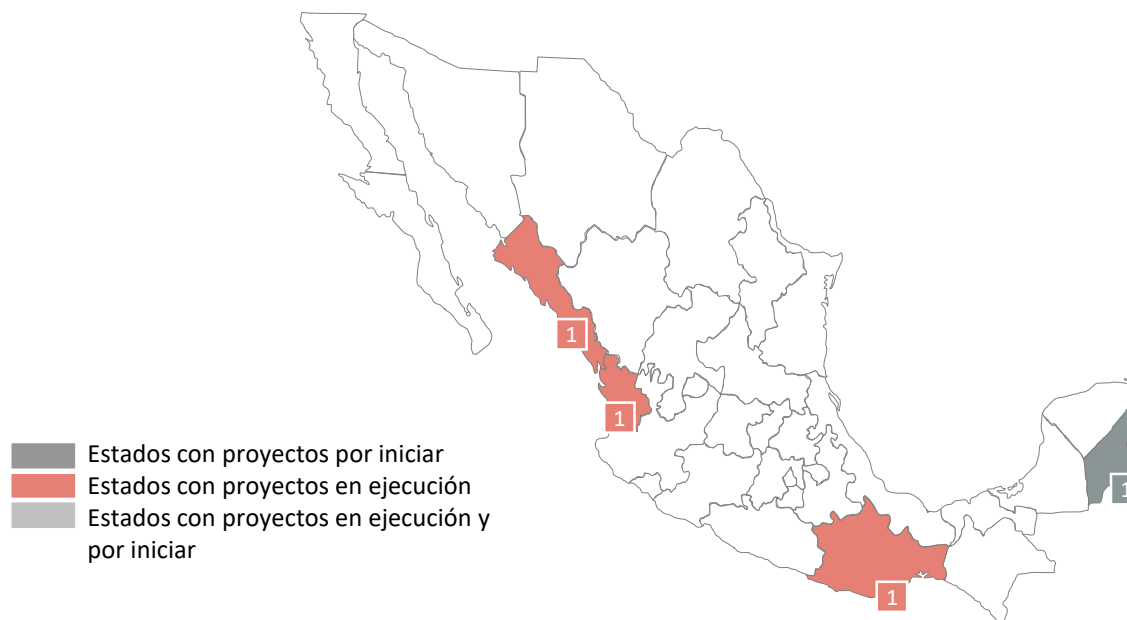 1
1
Estados con proyectos por iniciar
Estados con proyectos en ejecución
1
Estados con proyectos en ejecución y
por iniciar
1